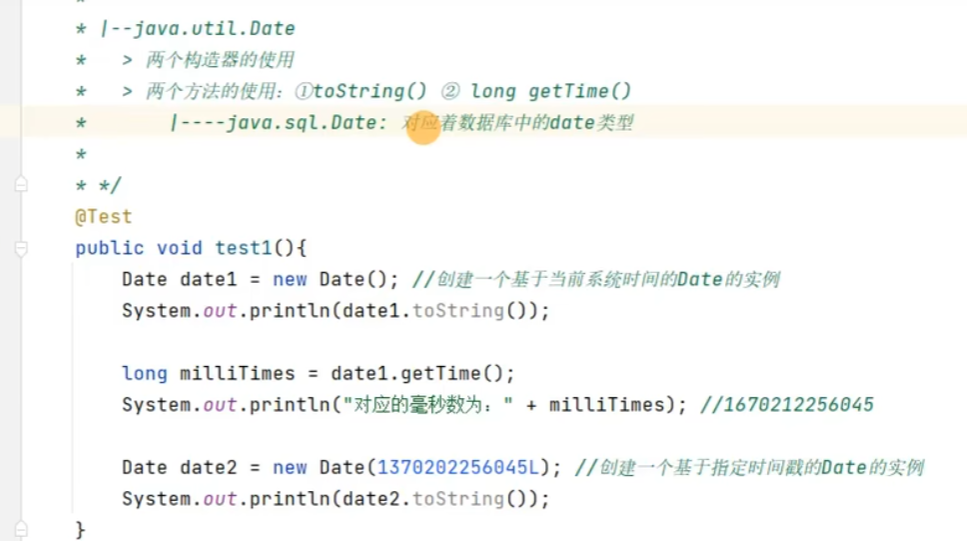 *
* |--java.util.Date
*   > 两个构造器的使用
*   > 两个方法的使用：①toString() ② long getTime()
*       |----java.sql.Date: 对应着数据库中的date类型
*
* */
@Test
public void test1(){
    Date date1 = new Date(); //创建一个基于当前系统时间的Date的实例
    System.out.println(date1.toString());
    long milliTimes = date1.getTime();
    System.out.println("对应的毫秒数为：" + milliTimes); //1670212256045
    Date date2 = new Date(1370202256045L); //创建一个基于指定时间戳的Date的实例
    System.out.println(date2.toString());
}